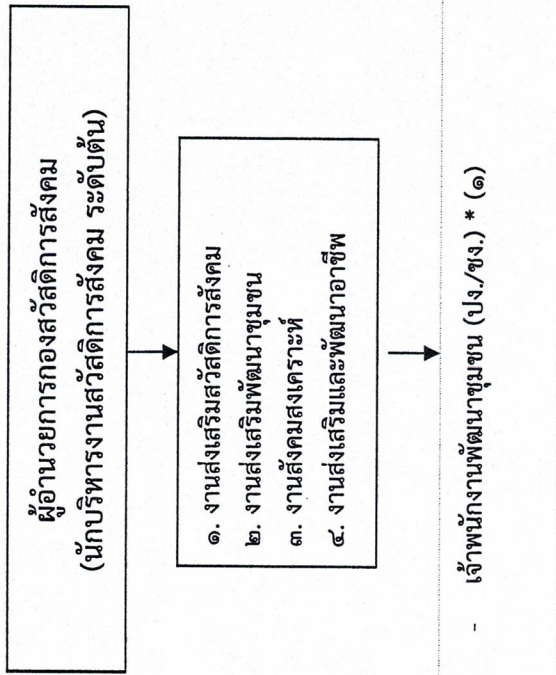 ผู้อำนวยการกองสวัสดิการสังคม
(นักบริหารงานสวัสดิการสังคม ระดับต้น)
๑. งานส่งเสริมสวัสดิการสังคม
๒. งานส่งเสริมพัฒนาชุมชน
๓. งานสังคมสงเคราะห์
๔. งานส่งเสริมและพัฒนาอาชีพ
- เจ้าพนักงานพัฒนาชุมชน (ปง./ชง.) * (๑)